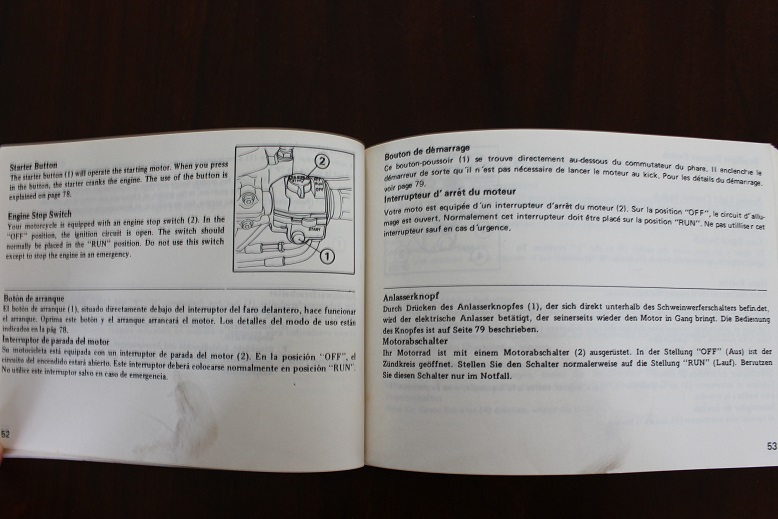 Starter Button
The starter button (1) will operate the starting motor. When you press
in the button, the starter cranks the engine. The use of the button is
explained on page 78.
Engine Stop Switch
Your motorcycle is equipped with an engine stop switch (2). In the
"OFF" position, the ignition circuit is open. The switch should
normally be placed in the "RUN" position. Do not use this switch
except to stop the engine in an emergency.
2
OFF
START
1
Botón de arranque
El botón de arranque (1), situado directamente debajo del interruptor del faro delantero, hace funcionar
el arranque. Oprima este botón y el arranque arrancará el motor. Los detalles del modo de uso están
indicados en la pág 78.
Interruptor de parada del motor
Su motocicleta está equipada con un interruptor de parada del motor (2). En la posición "OFF", el
circuito del encendido estará abierto. Este interruptor deberá colocarse normalmente en posición "RUN".
No utilice este interruptor salvo en caso de emergencia.
52
Bouton de démarrage
Ce bouton-poussoir (1) se trouve directement au-dessous du commutateur du phare. Il enclenche le
démarreur de sorte qu'il n'est pas nécessaire de lancer le moteur au kick. Pour les détails du démarrage,
voir page 79.
Interrupteur d'arrêt du moteur
Votre moto est équipée d'un interrupteur d'arrêt du moteur (2). Sur la position "OFF", le circuit d'allu-
mage est ouvert. Normalement cet interrupteur doit être placé sur la position "RUN". Ne pas utiliser cet
interrupteur sauf en cas d'urgence.
Anlasserknopf
Durch Drücken des Anlasserknopfes (1), der sich direkt unterhalb des Schweinwerferschalters befindet,
wird der elektrische Anlasser betätigt, der seinerseits wieder den Motor in Gang bringt. Die Bedienung
des Knopfes ist auf Seite 79 beschrieben.
Motorabschalter
Ihr Motorrad ist mit einem Motorabschalter (2) ausgerüstet. In der Stellung "OFF" (Aus) ist der
Zündkreis geöffnet. Stellen Sie den Schalter normalerweise auf die Stellung "RUN" (Lauf). Benutzen
Sie diesen Schalter nur im Notfall.
53